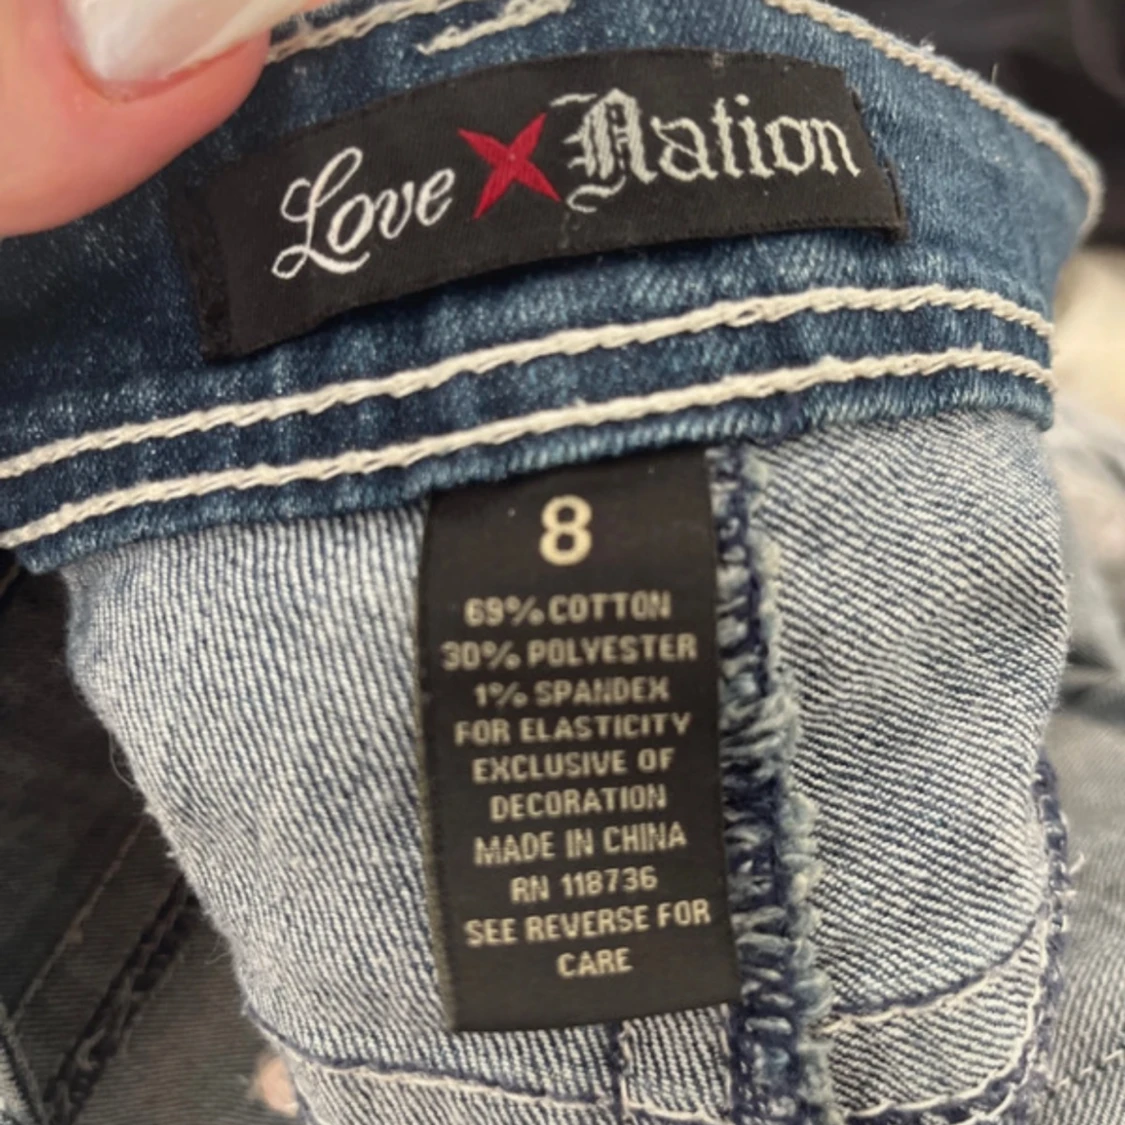 Love Nation
8
69% COTTON
30% POLYESTER
1% SPANDEX
FOR ELASTICITY
EXCLUSIVE OF
DECORATION
MADE IN CHINA
RN 118736
SEE REVERSE FOR
CARE